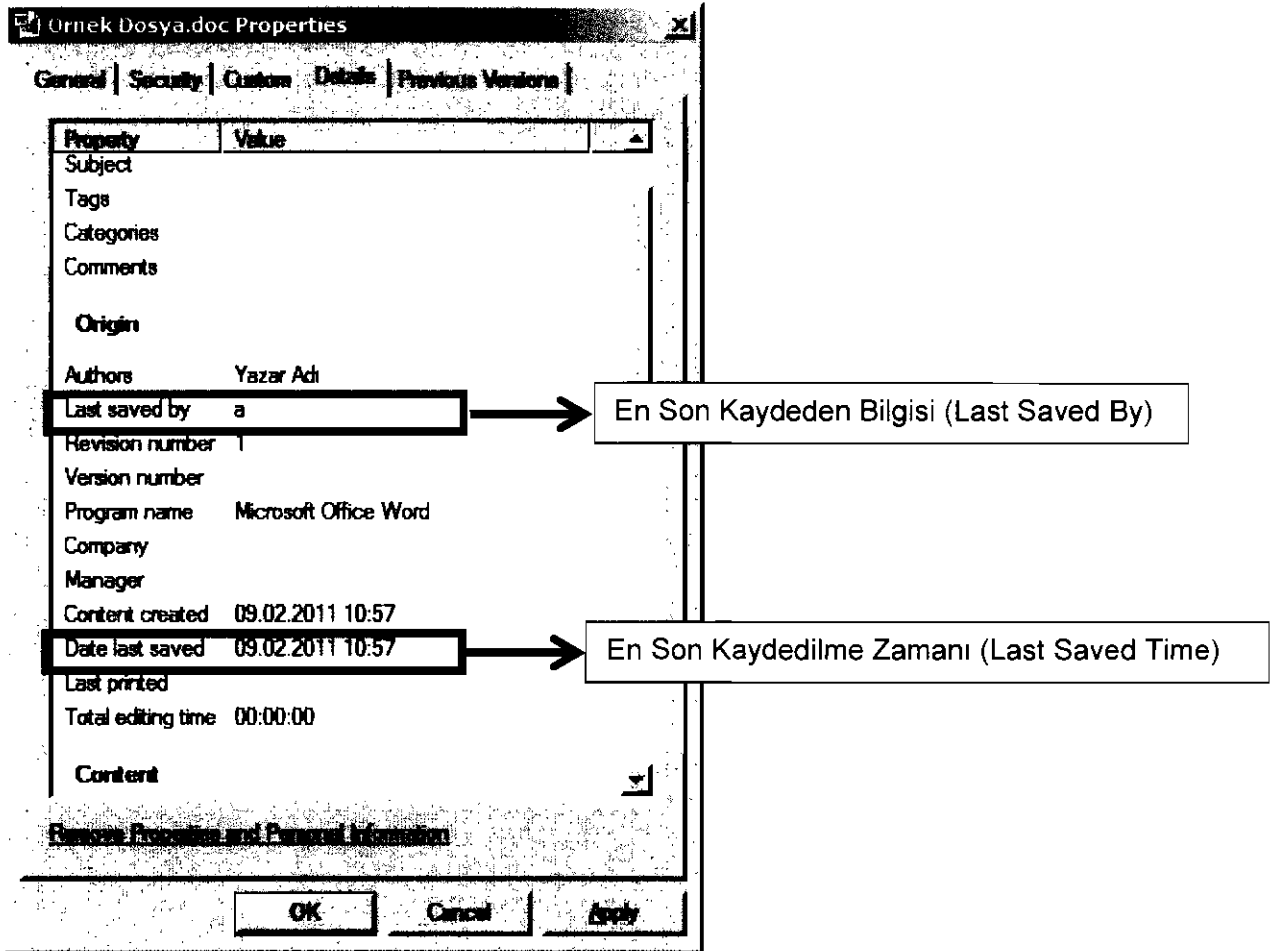 Ornek Dosya.doc Properties
General Security Custom Details Previous Versions
Property Value
Subject
Tags
Categories
Comments
Origin
Authors Yazar Adı
Last saved by a
En Son Kaydeden Bilgisi (Last Saved By)
Revision number 1
Version number
Program name Microsoft Office Word
Company
Manager
Content created 09.02.2011 10:57
Date last saved 09.02.2011 10:57
En Son Kaydedilme Zamanı (Last Saved Time)
Last printed
Total editing time 00:00:00
Content
Remove Properties and Personal Information
OK Cancel Apply